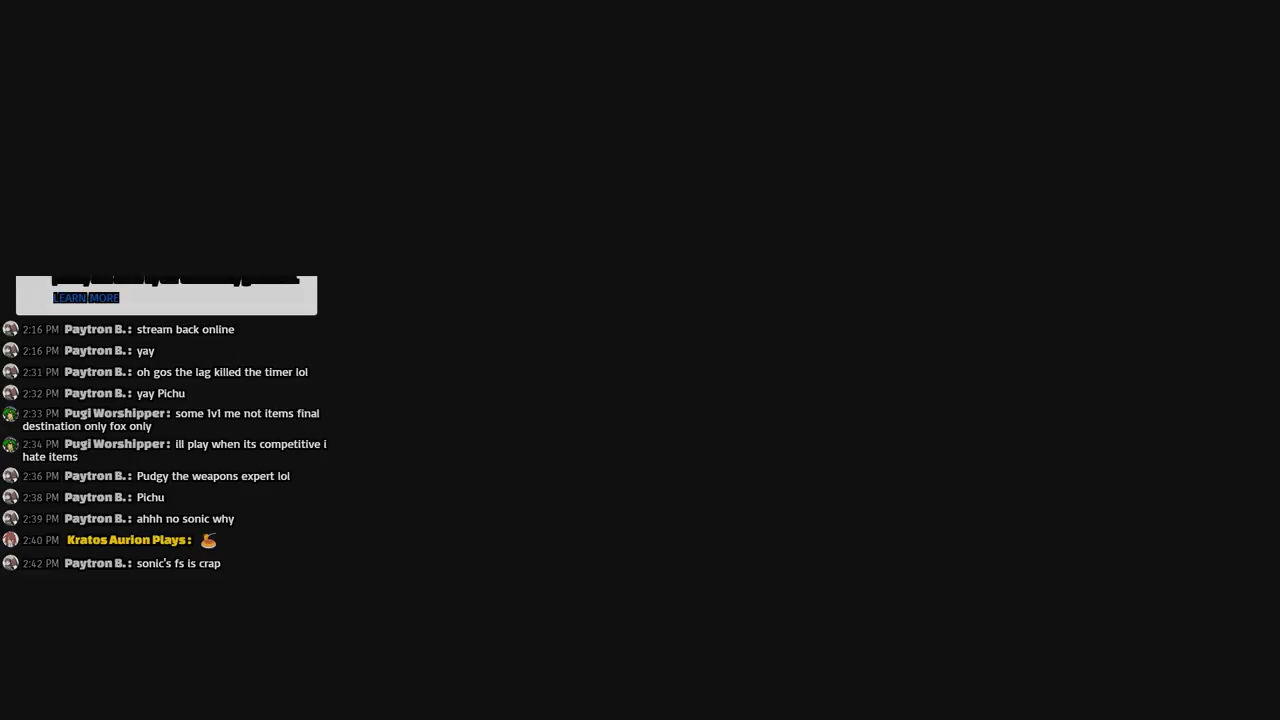 LEARN MORE
2:16 PM Paytron B.: stream back online
2:16 PM Paytron B.: yay
2:31 PM Paytron B.: oh gos the lag killed the timer lol
2:32 PM Paytron B.: yay Pichu
2:33 PM Pugi Worshipper: some 1v1 me not items final
destination only fox only
2:34 PM Pugi Worshipper: ill play when its competitive i
hate items
2:36 PM Paytron B.: Pudgy the weapons expert lol
2:38 PM Paytron B.: Pichu
2:39 PM Paytron B.: ahhh no sonic why
2:40 PM Kratos Aurion Plays: 🍝
2:42 PM Paytron B.: sonic's fs is crap